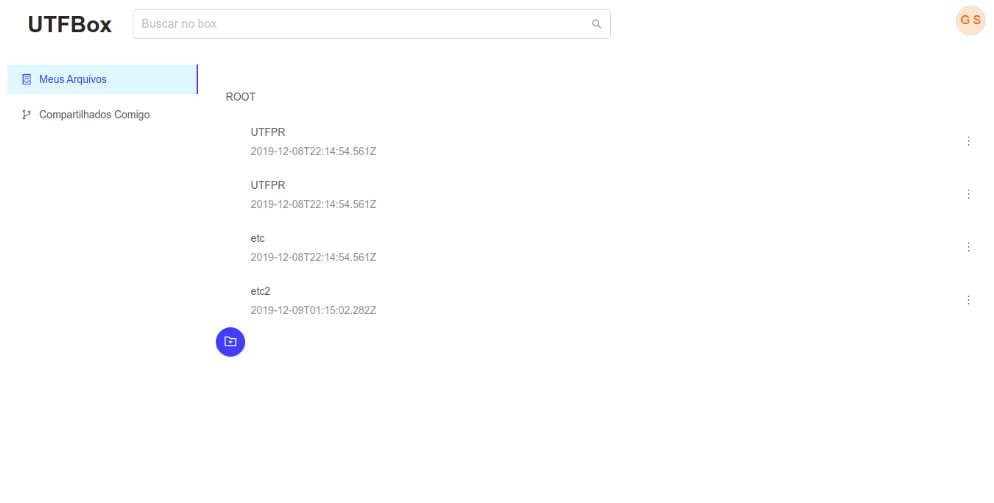 UTFBox
Buscar no box
G S
Meus Arquivos
Compartilhados Comigo
ROOT
UTFPR
2019-12-08T22:14:54.561Z
UTFPR
2019-12-08T22:14:54.561Z
etc
2019-12-08T22:14:54.561Z
etc2
2019-12-09T01:15:02.282Z